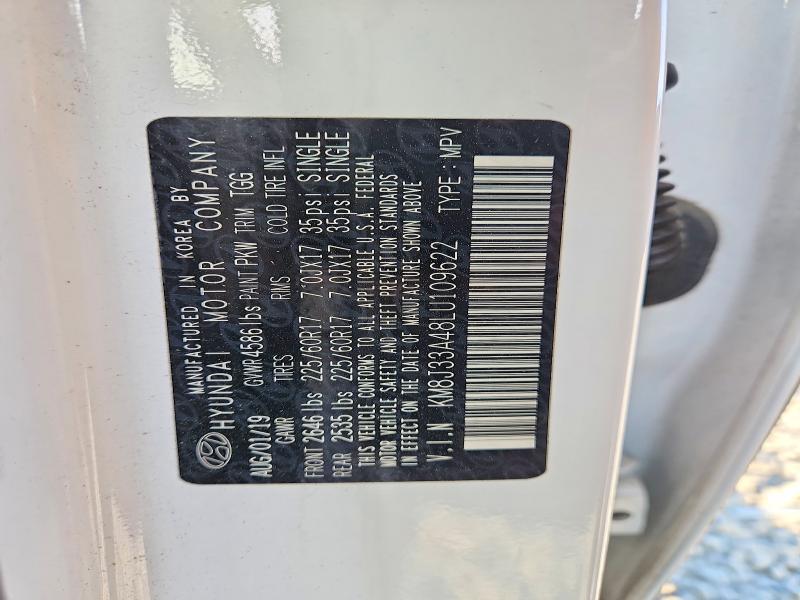 MANUFACTURED IN KOREA BY
HYUNDAI MOTOR COMPANY
AUG/01/19 GVWR 4586 lbs PAINT PKW TRIM TGG
GAWR TIRES RMS COLD TIRE INFL
FRONT 2646 lbs 225/60R17 7.0JX17 35psi SINGLE
REAR 2535 lbs 225/60R17 7.0JX17 35psi SINGLE
THIS VEHICLE CONFORMS TO ALL APPLICABLE U.S.A. FEDERAL
MOTOR VEHICLE SAFETY AND THEFT PREVENTION STANDARDS
IN EFFECT ON THE DATE OF MANUFACTURE SHOWN ABOVE
V.I.N KM8J33A48LU109622 TYPE : MPV